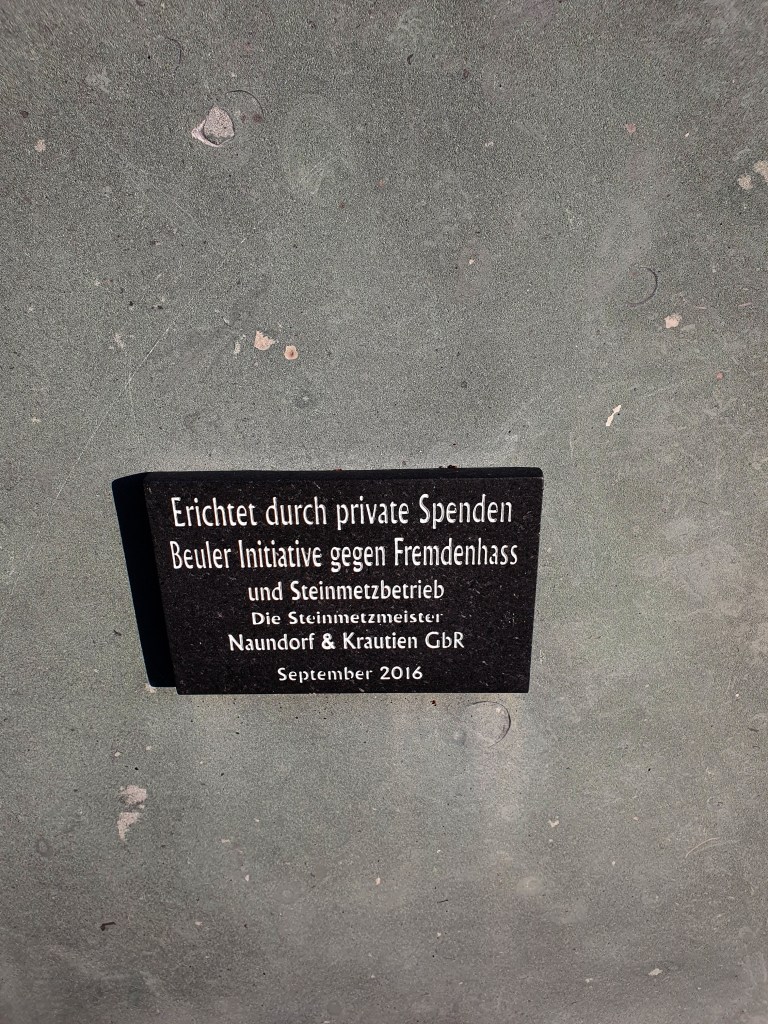 Erichtet durch private Spenden
Beuler Initiative gegen Fremdenhass
und Steinmetzbetrieb
Die Steinmetzmeister
Naundorf & Krautien GbR
September 2016